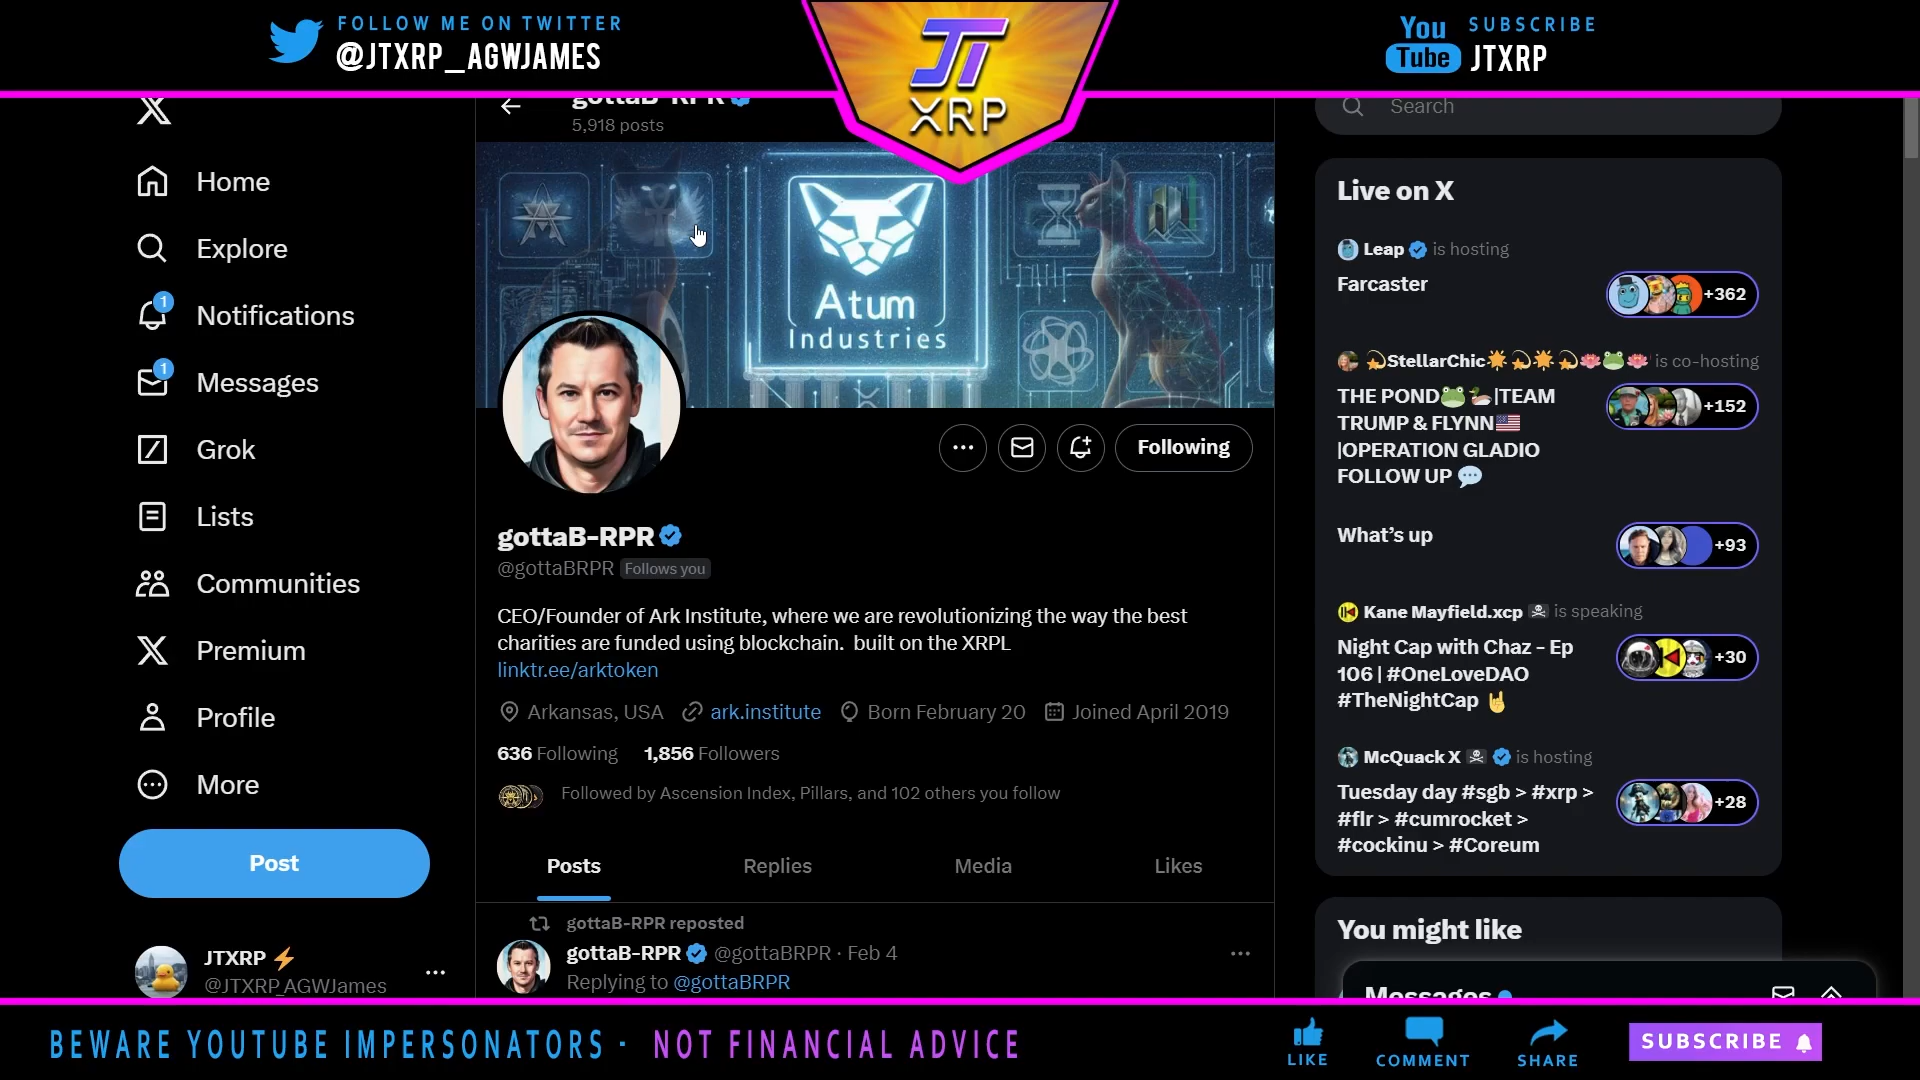 FOLLOW ME ON TWITTER
@JTXRP_AGWJAMES
JT
XRP
You
Tube
SUBSCRIBE
JTXRP
Home
Explore
1
Notifications
1
Messages
Grok
Lists
Communities
Premium
Profile
More
Post
JTXRP
@JTXRP_AGWJames
gottaB-RPR
5,918 posts
Atum
Industries
Following
gottaB-RPR
@gottaBRPR Follows you
CEO/Founder of Ark Institute, where we are revolutionizing the way the best
charities are funded using blockchain. built on the XRPL
linktr.ee/arktoken
Arkansas, USA ark.institute Born February 20 Joined April 2019
636 Following 1,856 Followers
Followed by Ascension Index, Pillars, and 102 others you follow
Posts Replies Media Likes
gottaB-RPR reposted
gottaB-RPR @gottaBRPR · Feb 4
Replying to @gottaBRPR
Search
Live on X
Leap is hosting
Farcaster
+362
💫StellarChic🌟💫🌟💫🪷🐸🪷 is co-hosting
THE POND🐸🦆|TEAM
TRUMP & FLYNN🇺🇸
|OPERATION GLADIO
FOLLOW UP 💬
+152
What's up
+93
Kane Mayfield.xcp ☠ is speaking
Night Cap with Chaz - Ep
106 | #OneLoveDAO
#TheNightCap 🤘
+30
McQuack X ☠ is hosting
Tuesday day #sgb > #xrp >
#flr > #cumrocket >
#cockinu > #Coreum
+28
You might like
Messages
BEWARE YOUTUBE IMPERSONATORS · NOT FINANCIAL ADVICE
LIKE
COMMENT
SHARE
SUBSCRIBE